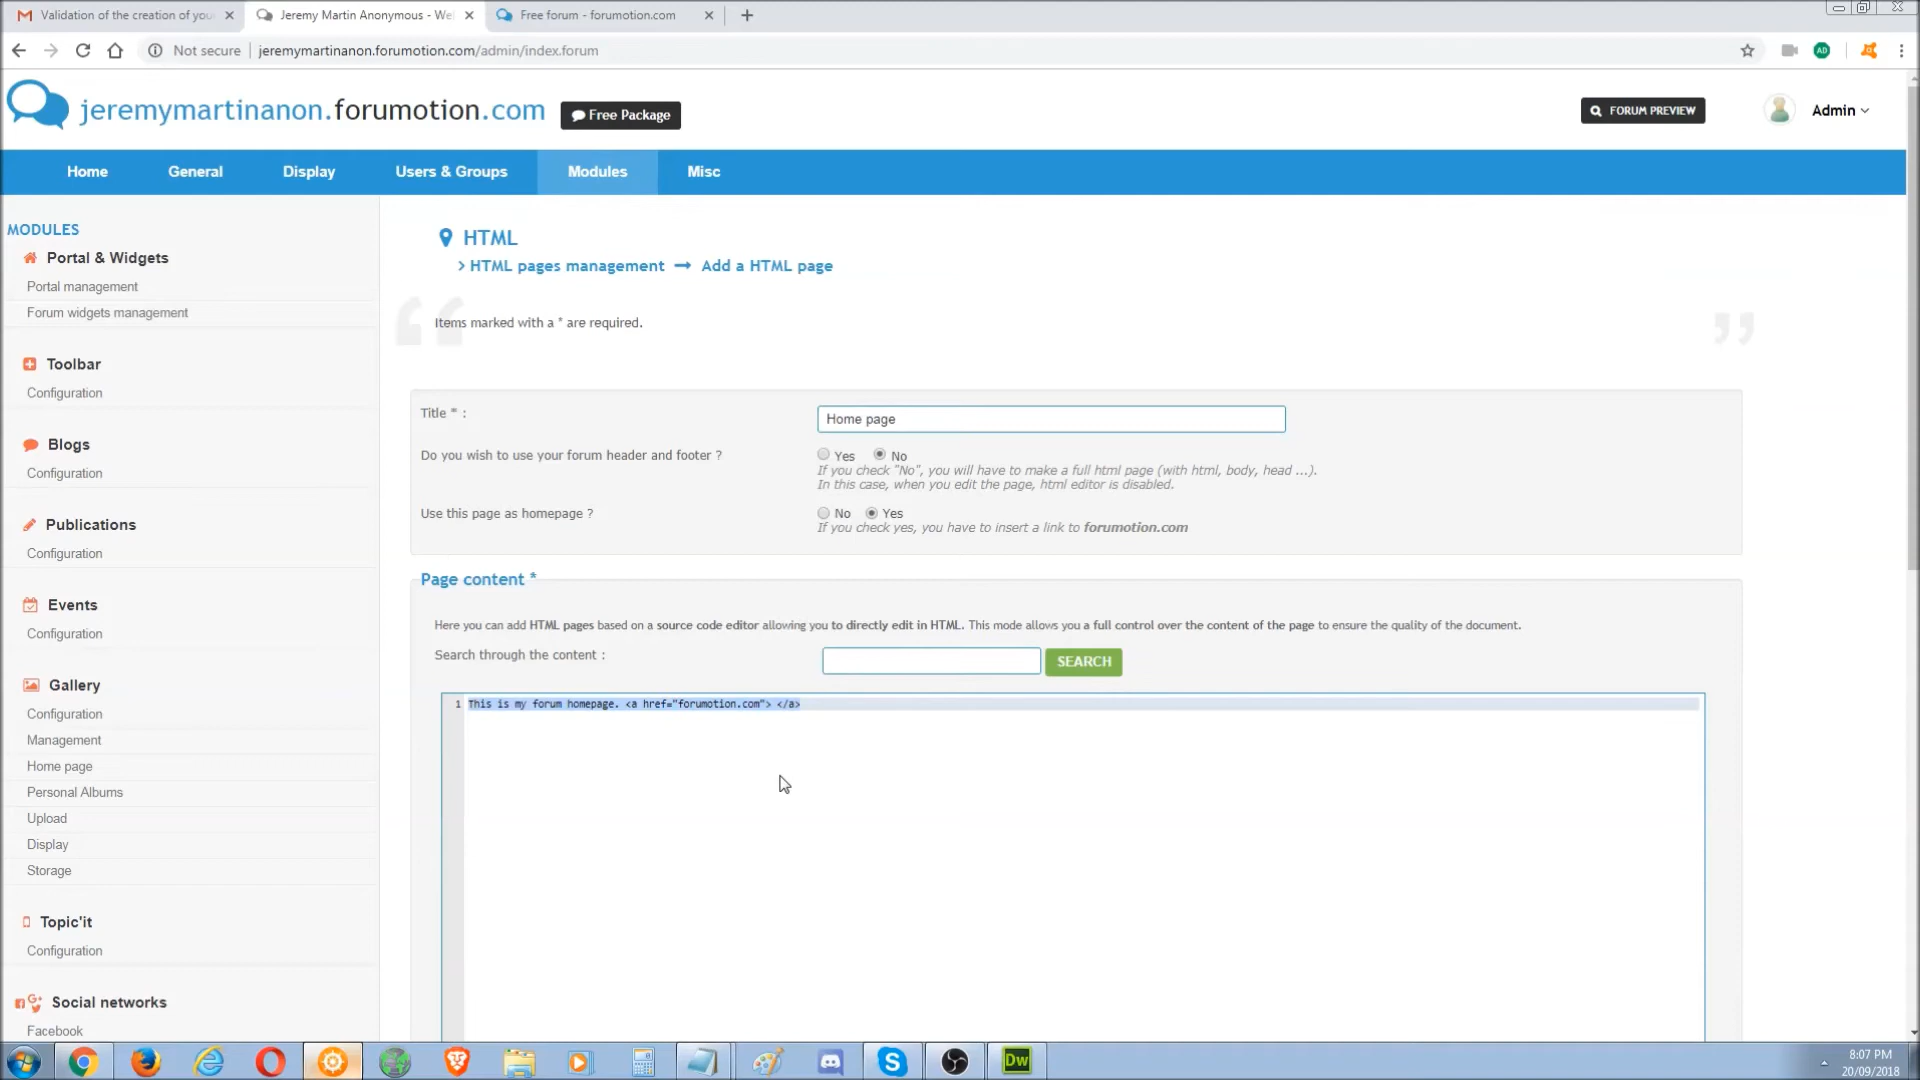 Validation of the creation of you
Jeremy Martin Anonymous - Wel
Free forum - forumotion.com
Not secure
jeremymartinanon.forumotion.com/admin/index.forum
AD
jeremymartinanon.forumotion.com
Free Package
FORUM PREVIEW
Admin
Home
General
Display
Users & Groups
Modules
Misc
MODULES
Portal & Widgets
Portal management
Forum widgets management
Toolbar
Configuration
Blogs
Configuration
Publications
Configuration
Events
Configuration
Gallery
Configuration
Management
Home page
Personal Albums
Upload
Display
Storage
Topic'it
Configuration
Social networks
Facebook
HTML
> HTML pages management → Add a HTML page
Items marked with a * are required.
Title * :
Home page
Do you wish to use your forum header and footer ?
Yes No
If you check "No", you will have to make a full html page (with html, body, head ...).
In this case, when you edit the page, html editor is disabled.
Use this page as homepage ?
No Yes
If you check yes, you have to insert a link to forumotion.com
Page content *
Here you can add HTML pages based on a source code editor allowing you to directly edit in HTML. This mode allows you a full control over the content of the page to ensure the quality of the document.
Search through the content :
SEARCH
1 This is my forum homepage. <a href="forumotion.com"> </a>
Dw
8:07 PM
20/09/2018